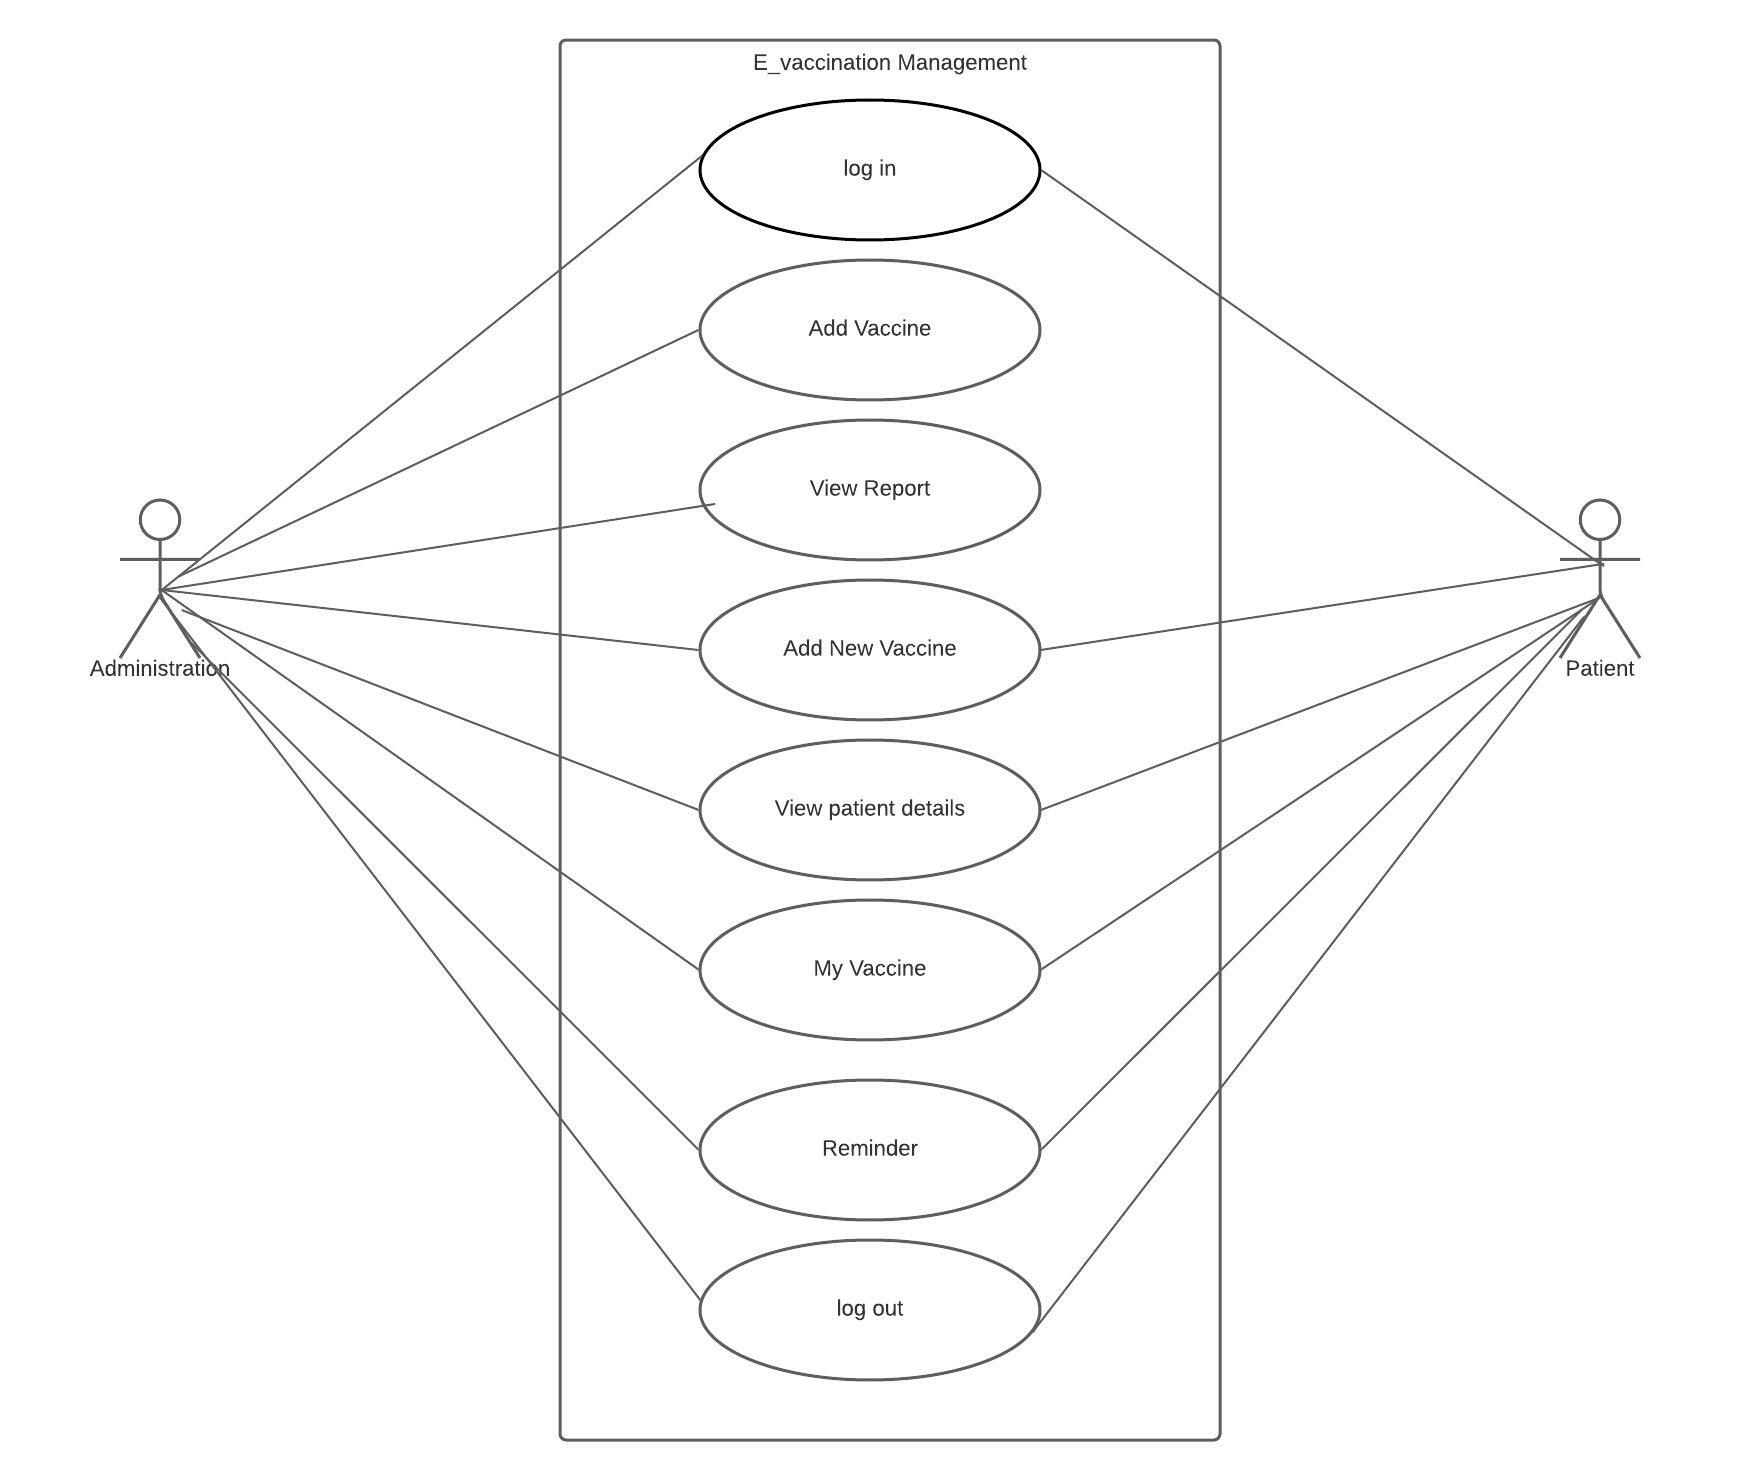 E_vaccination Management
log in
Add Vaccine
View Report
Add New Vaccine
Administration
Patient
View patient details
My Vaccine
Reminder
log out